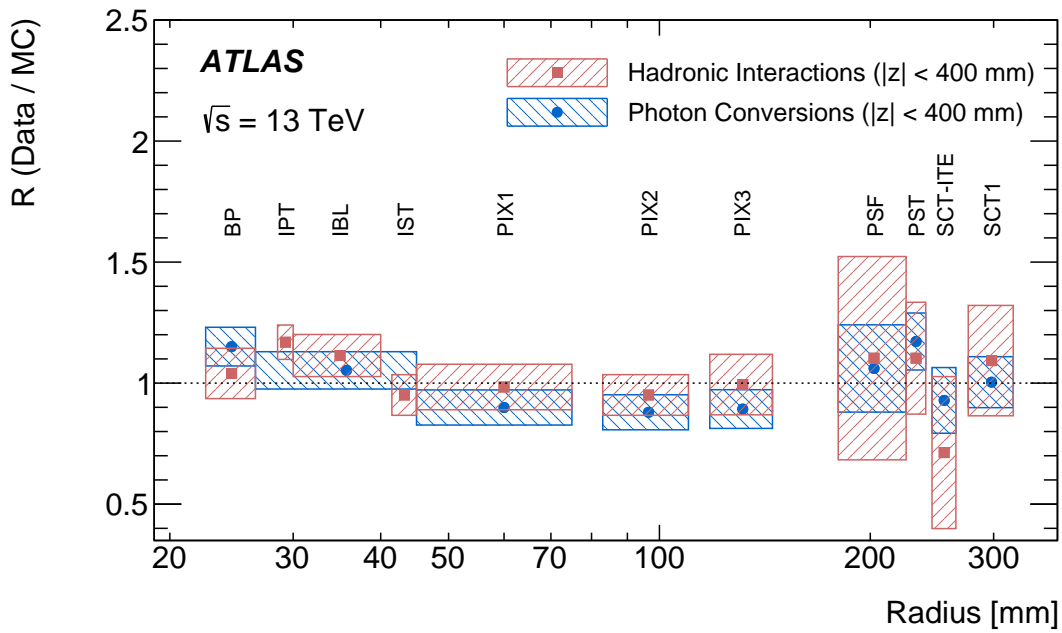 R (Data / MC)
ATLAS
√s = 13 TeV
Hadronic Interactions (|z| < 400 mm)
Photon Conversions (|z| < 400 mm)
BP
IPT
IBL
IST
PIX1
PIX2
PIX3
PSF
PST
SCT-ITE
SCT1
2.5
2
1.5
1
0.5
20 30 40 50 60 70 100 200 300
Radius [mm]